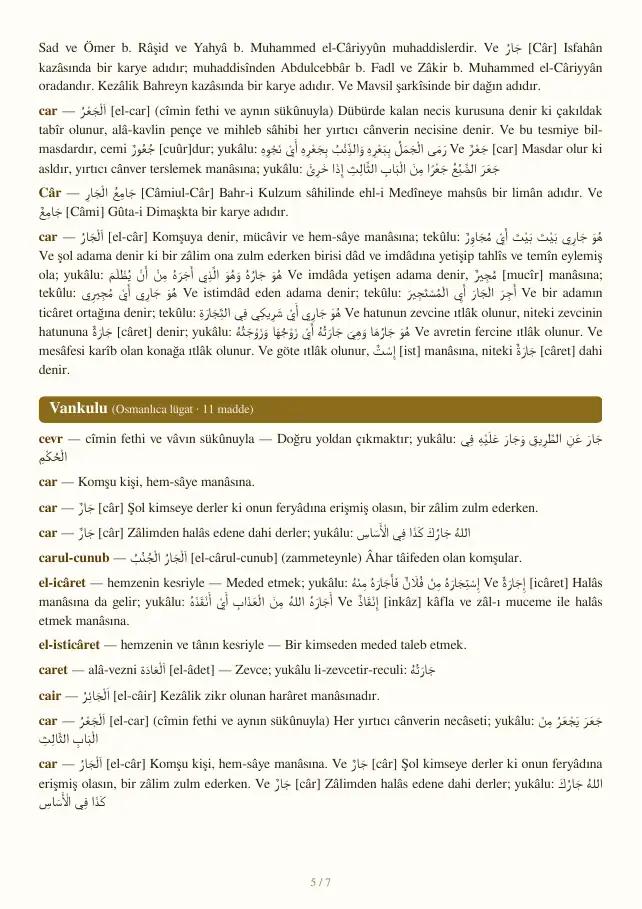 Sad ve Ömer b. Râşid ve Yahyâ b. Muhammed el-Câriyyûn muhaddislerdir. Ve جَارٌ [Câr] Isfahân
kazâsında bir karye adıdır; muhaddisînden Abdulcebbâr b. Fadl ve Zâkir b. Muhammed el-Câriyyân
oradandır. Kezâlik Bahreyn kazâsında bir karye adıdır. Ve Mavsil şarkîsinde bir dağın adıdır.
car — اَلْجَعْرُ [el-car] (cîmin fethi ve aynın sükûnuyla) Dübürde kalan necis kurusuna denir ki çakıldak
tabîr olunur, alâ-kavlin pençe ve mihleb sâhibi her yırtıcı cânverin necisine denir. Ve bu tesmiye bil-
masdardır, cemi جُعُورٌ [cuûr]dur; yukâlu: رَمَى الْجَمَلُ بِبَعْرِهِ وَالذِّئْبُ بِجَعْرِهِ أَيْ نَجْوِهِ Ve جَعْرٌ [car] Masdar olur ki
asldır, yırtıcı cânver terslemek manâsına; yukâlu: جَعَرَ الضَّبُعُ جَعْرًا مِنَ الْبَابِ الثَّالِثِ إِذَا خَرِئَ
Câr — جَامِعُ الْجَارِ [Câmiul-Câr] Bahr-i Kulzum sâhilinde ehl-i Medîneye mahsûs bir limân adıdır. Ve
جَامِعٌ [Câmi] Gûta-i Dimaşkta bir karye adıdır.
car — اَلْجَارُ [el-câr] Komşuya denir, mücâvir ve hem-sâye manâsına; tekûlu: هُوَ جَارِى بَيْتَ بَيْتَ أَيْ مُجَاوِرٌ
Ve şol adama denir ki bir zâlim ona zulm ederken birisi dâd ve imdâdına yetişip tahlîs ve temîn eylemiş
ola; yukâlu: هُوَ جَارُهُ وَهُوَ الَّذِي أَجَرَهُ مِنْ أَنْ يُظْلَمَ Ve imdâda yetişen adama denir, مُجِيرٌ [mucîr] manâsına;
tekûlu: هُوَ جَارِى أَيْ مُجِيرِى Ve istimdâd eden adama denir; tekûlu: أَجِرَ الْجَارَ أَيِ الْمُسْتَجِيرَ Ve bir adamın
ticâret ortağına denir; tekûlu: هُوَ جَارِى أَيْ شَرِيكِى فِي التِّجَارَةِ Ve hatunun zevcine ıtlâk olunur, niteki zevcinin
hatununa جَارَةٌ [câret] denir; yukâlu: هُوَ جَارُهَا وَهِيَ جَارَتُهُ أَيْ زَوْجُهَا وَزَوْجَتُهُ Ve avretin fercine ıtlâk olunur. Ve
mesâfesi karîb olan konağa ıtlâk olunur. Ve göte ıtlâk olunur, إِسْتٌ [ist] manâsına, niteki جَارَةٌ [câret] dahi
denir.
Vankulu (Osmanlıca lügat · 11 madde)
cevr — cîmin fethi ve vâvın sükûnuyla — Doğru yoldan çıkmaktır; yukâlu: جَارَ عَنِ الطَّرِيقِ وَجَارَ عَلَيْهِ فِي
الْحُكْمِ
car — Komşu kişi, hem-sâye manâsına.
car — جَارٌ [câr] Şol kimseye derler ki onun feryâdına erişmiş olasın, bir zâlim zulm ederken.
car — جَارٌ [câr] Zâlimden halâs edene dahi derler; yukâlu: اللهُ جَارُكَ كَذَا فِي الْأَسَاسِ
carul-cunub — اَلْجَارُ الْجُنُبُ [el-cârul-cunub] (zammeteynle) Âhar tâifeden olan komşular.
el-icâret — hemzenin kesriyle — Meded etmek; yukâlu: إِسْتِجَارَهُ مِنْ فُلَانٌ فَأَجَارَهُ مِنْهُ Ve إِجَارَةٌ [icâret] Halâs
manâsına da gelir; yukâlu: أَجَارَهُ اللهُ مِنَ الْعَذَابِ أَيْ أَنْقَذَهُ Ve إِنْقَاذٌ [inkâz] kâfla ve zâl-ı muceme ile halâs
etmek manâsına.
el-isticâret — hemzenin ve tânın kesriyle — Bir kimseden meded taleb etmek.
caret — alâ-vezni اَلْعَادَة [el-âdet] — Zevce; yukâlu li-zevcetir-reculi: جَارَتُهُ
cair — اَلْجَائِرُ [el-câir] Kezâlik zikr olunan harâret manâsınadır.
car — اَلْجَعْرُ [el-car] (cîmin fethi ve aynın sükûnuyla) Her yırtıcı cânverin necâseti; yukâlu: جَعَرَ يَجْعَرُ مِنَ
الْبَابِ الثَّالِثِ
car — اَلْجَارُ [el-câr] Komşu kişi, hem-sâye manâsına. Ve جَارٌ [câr] Şol kimseye derler ki onun feryâdına
erişmiş olasın, bir zâlim zulm ederken. Ve جَارٌ [câr] Zâlimden halâs edene dahi derler; yukâlu: اللهُ جَارُكَ
كَذَا فِي الْأَسَاسِ
5 / 7